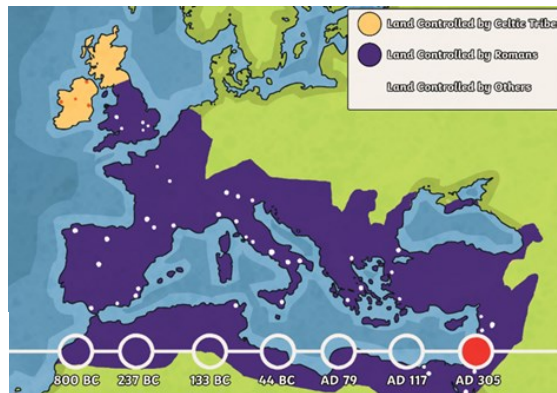 Land Controlled by Celtic Tribe
Land Controlled by Romans
Land Controlled by Others
800 BC
237 BC
133 BC
44 BC
AD 79
AD 117
AD 305